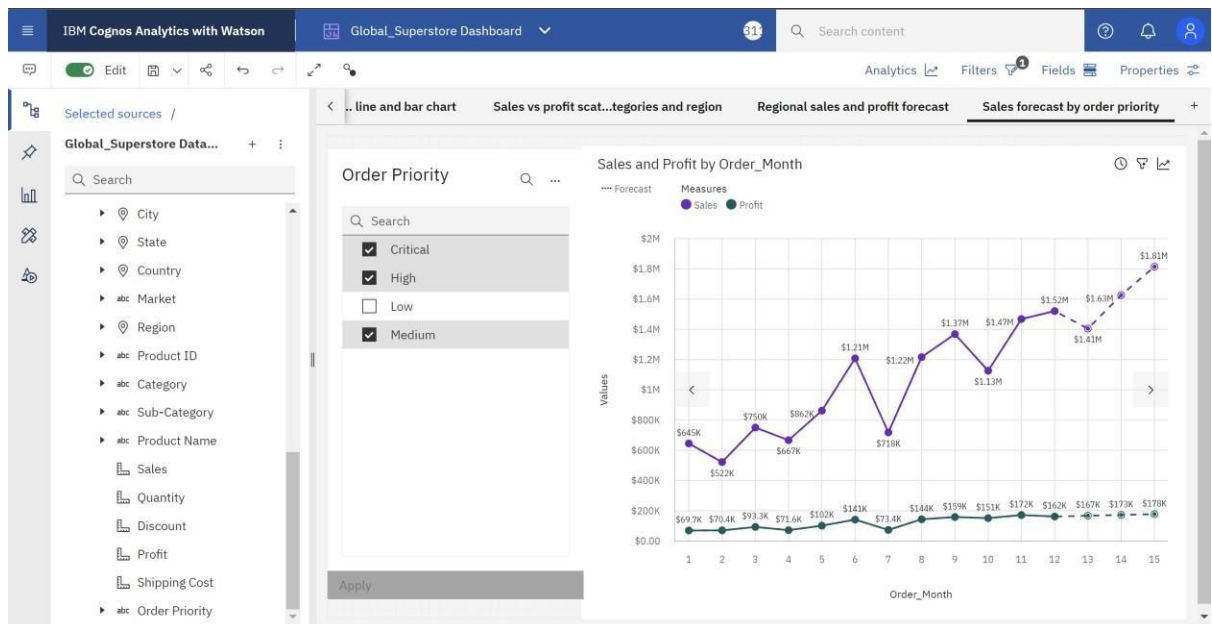 IBM Cognos Analytics with Watson
Global_Superstore Dashboard
Search content
Edit
Analytics
Filters 1
Fields
Properties
Selected sources /
Global_Superstore Data... +
Search
City
State
Country
abc Market
Region
abc Product ID
abc Category
abc Sub-Category
abc Product Name
Sales
Quantity
Discount
Profit
Shipping Cost
abc Order Priority
... line and bar chart
Sales vs profit scat...tegories and region
Regional sales and profit forecast
Sales forecast by order priority
+
Order Priority
Search
Critical
High
Low
Medium
Apply
Sales and Profit by Order_Month
Forecast
Measures
Sales Profit
Values
$2M
$1.8M
$1.6M
$1.4M
$1.2M
$1M
$800K
$600K
$400K
$200K
$0.00
$645K
$522K
$750K
$667K
$862K
$1.21M
$718K
$1.22M
$1.37M
$1.13M
$1.47M
$1.52M
$1.41M
$1.63M
$1.81M
$69.7K $70.4K $93.3K $71.6K $102K $141K $73.4K $144K $159K $151K $172K $162K $167K $173K $178K
1 2 3 4 5 6 7 8 9 10 11 12 13 14 15
Order_Month